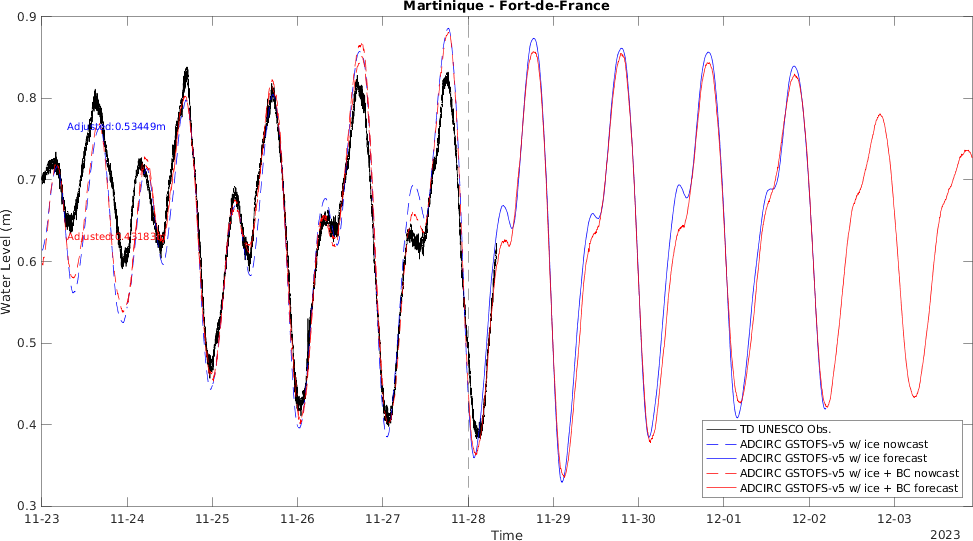 Martinique - Fort-de-France
Water Level (m)
0.9
0.8
0.7
0.6
0.5
0.4
0.3
Adjusted:0.53449m
Adjusted:0.43183m
TD UNESCO Obs.
ADCIRC GSTOFS-v5 w/ ice nowcast
ADCIRC GSTOFS-v5 w/ ice forecast
ADCIRC GSTOFS-v5 w/ ice + BC nowcast
ADCIRC GSTOFS-v5 w/ ice + BC forecast
11-23 11-24 11-25 11-26 11-27 11-28 11-29 11-30 12-01 12-02 12-03
Time
2023